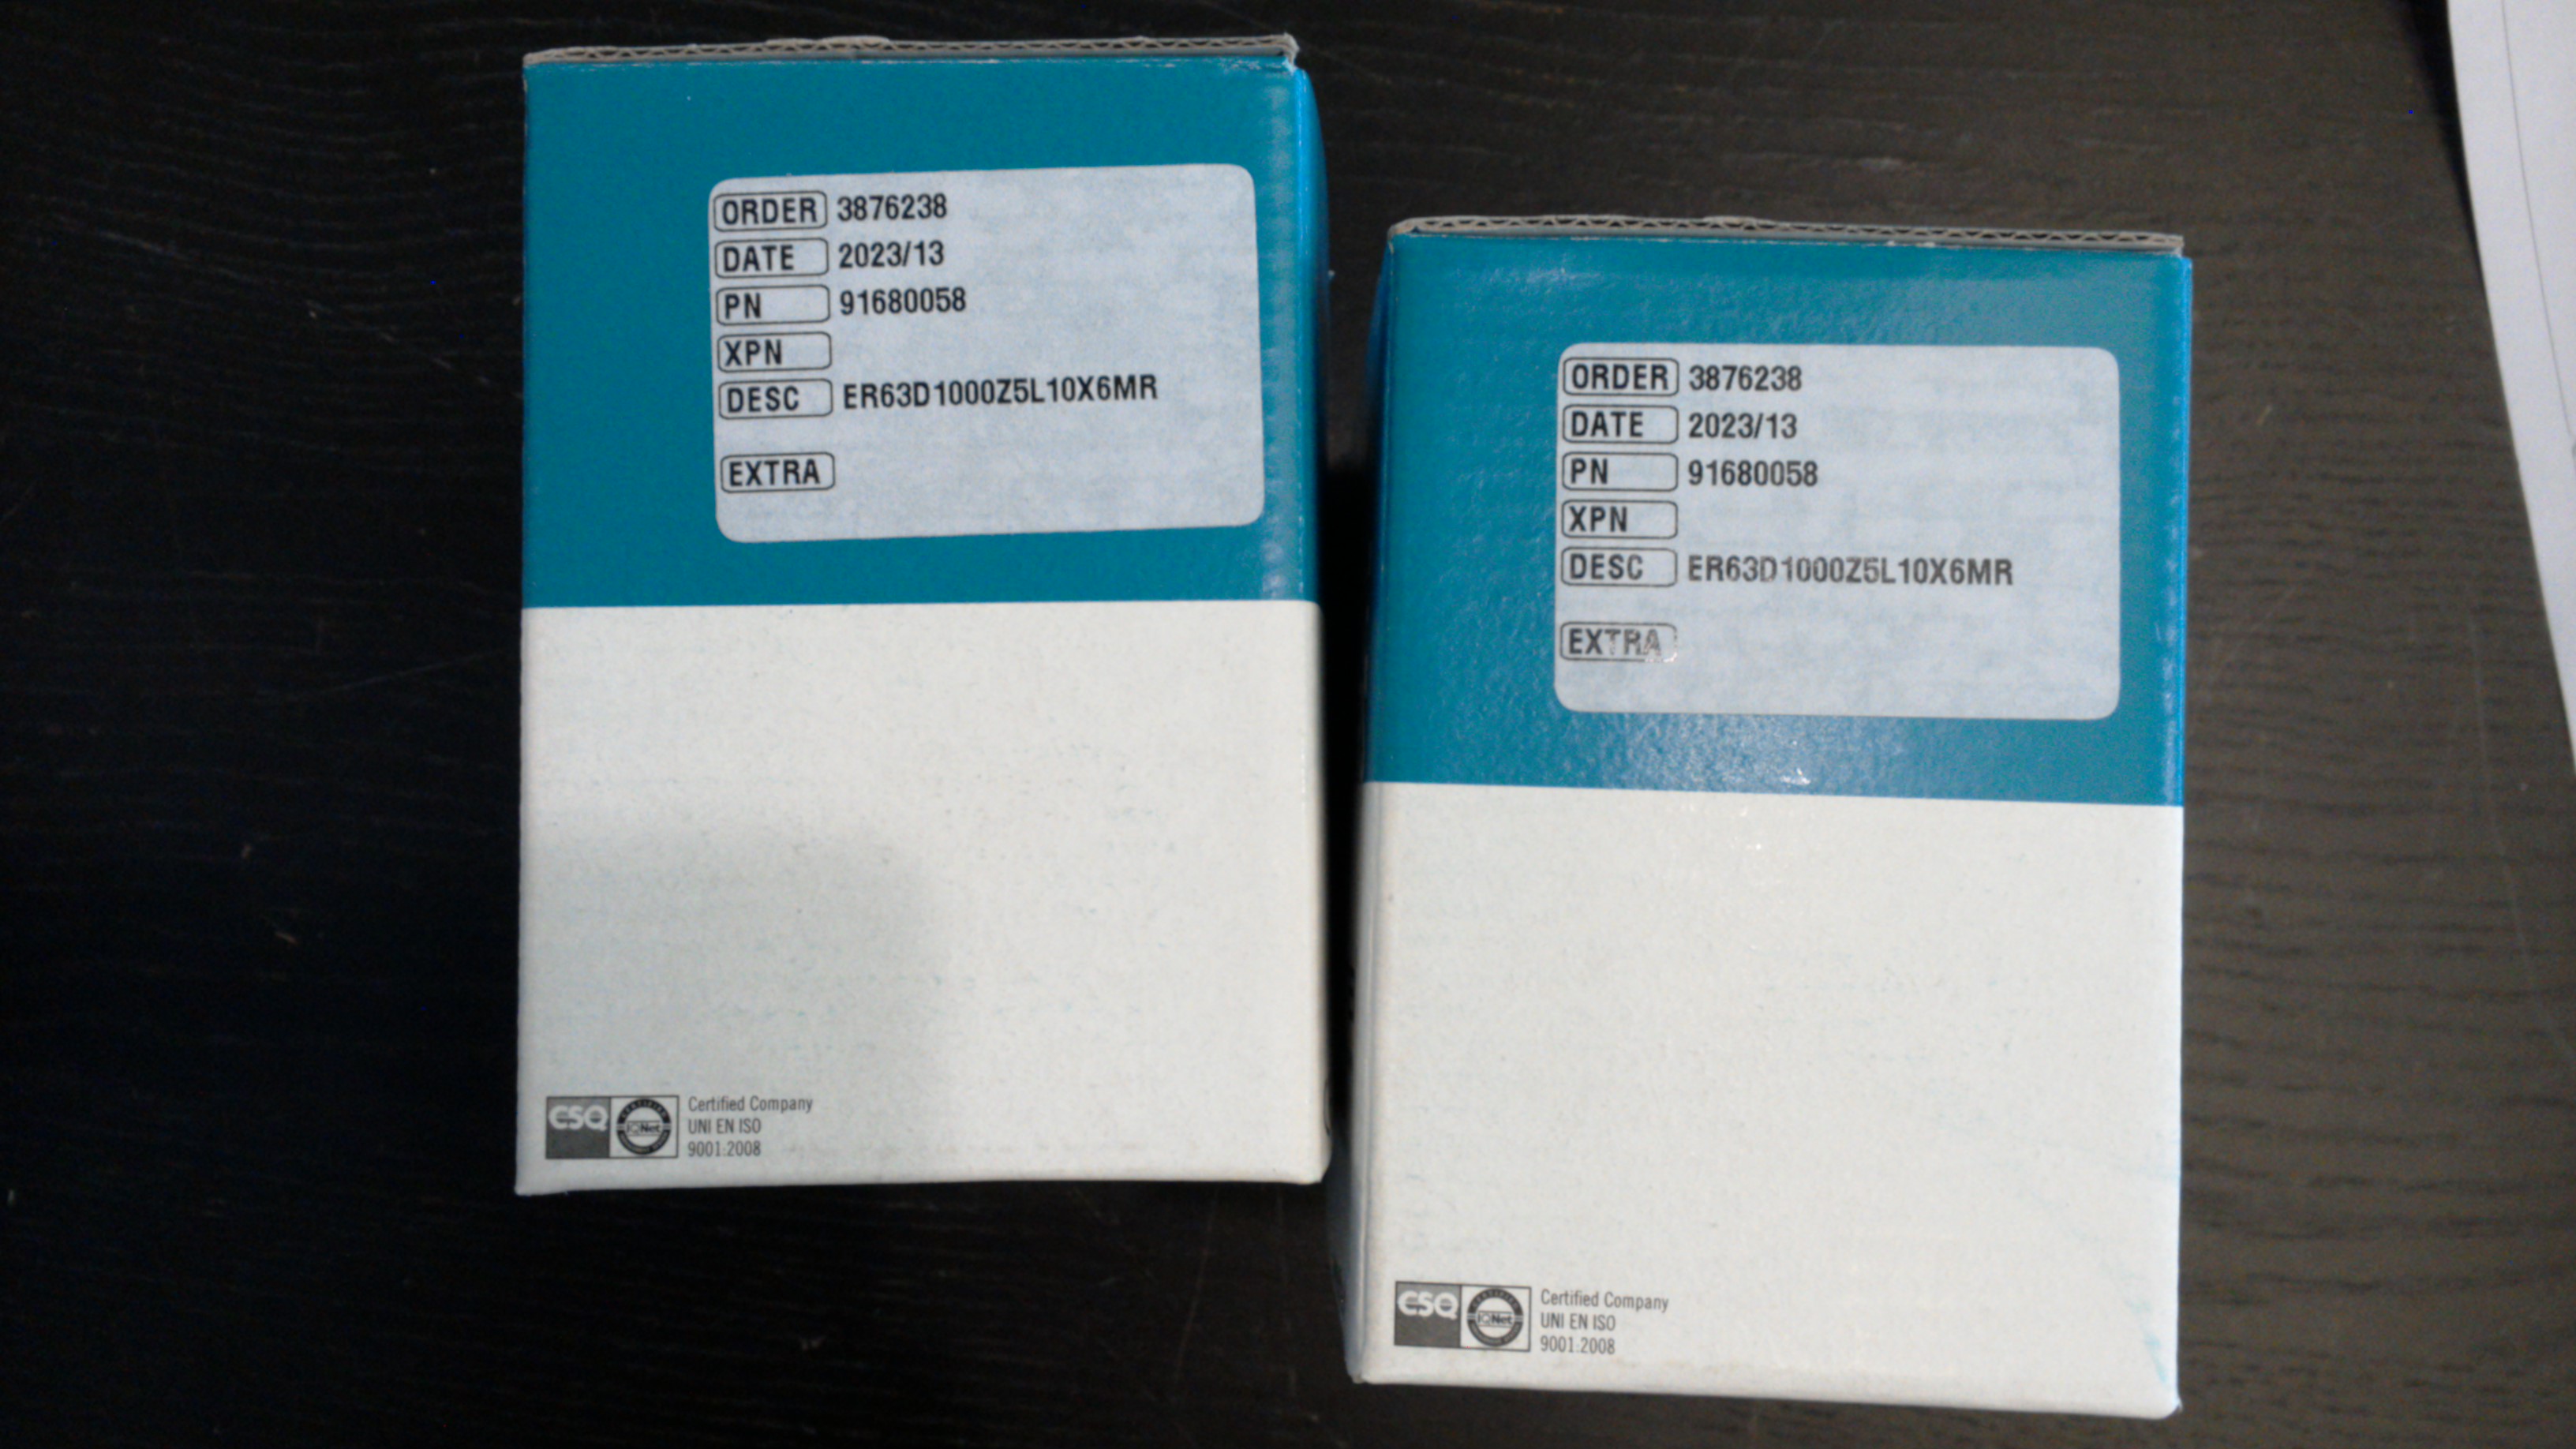 ORDER 3876238
DATE 2023/13
PN 91680058
XPN
DESC ER63D1000Z5L10X6MR
EXTRA
CSQ IQNet Certified Company
UNI EN ISO
9001:2008
ORDER 3876238
DATE 2023/13
PN 91680058
XPN
DESC ER63D1000Z5L10X6MR
EXTRA
CSQ IQNet Certified Company
UNI EN ISO
9001:2008